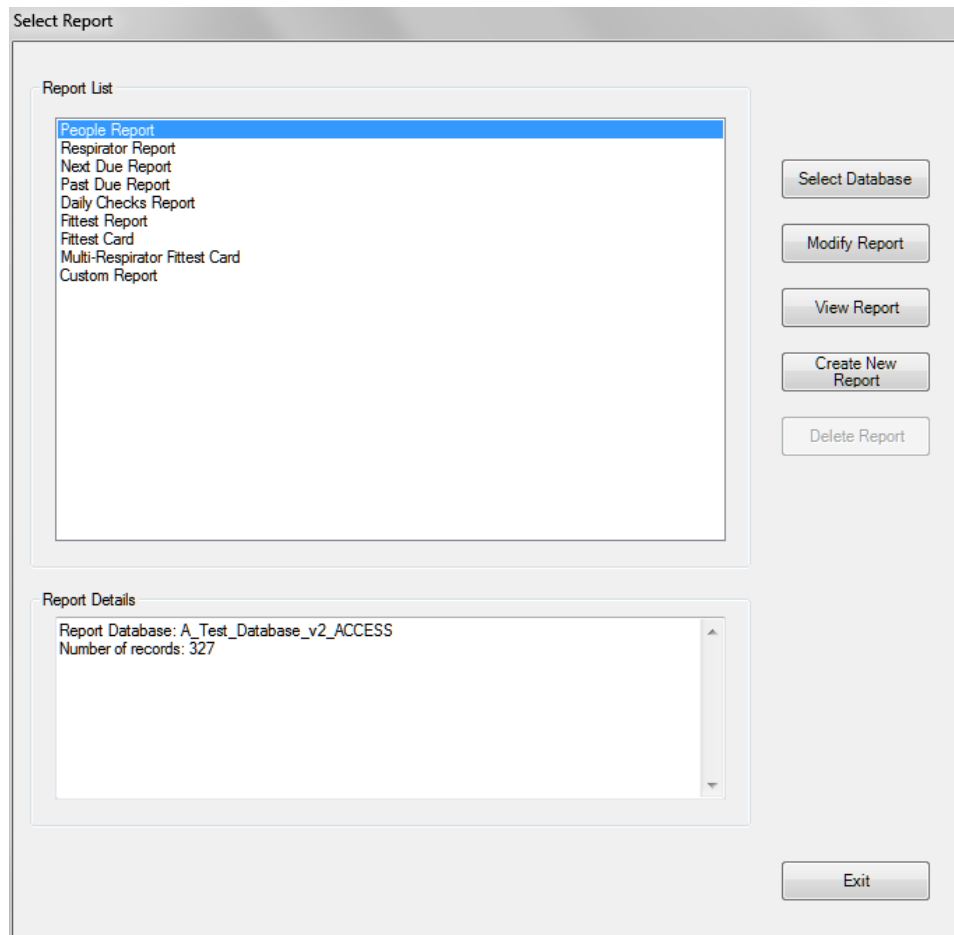 Select Report
Report List
People Report
Respirator Report
Next Due Report
Past Due Report
Daily Checks Report
Fittest Report
Fittest Card
Multi-Respirator Fittest Card
Custom Report
Select Database
Modify Report
View Report
Create New
Report
Delete Report
Report Details
Report Database: A_Test_Database_v2_ACCESS
Number of records: 327
Exit